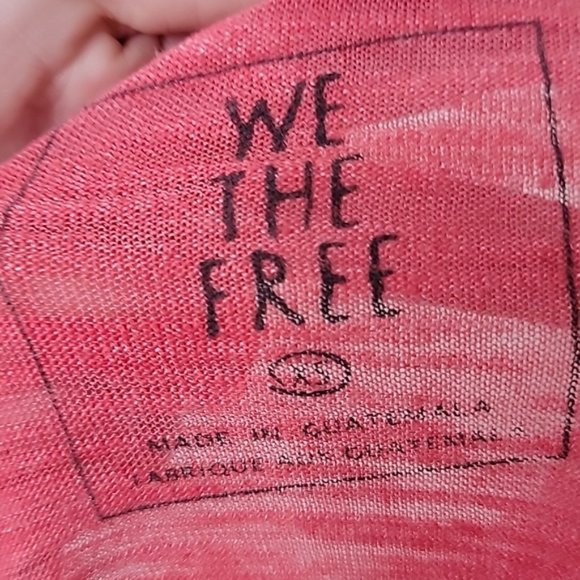 WE
THE
FREE
XS
MADE IN GUATEMALA
FABRIQUE AUX GUATEMALA